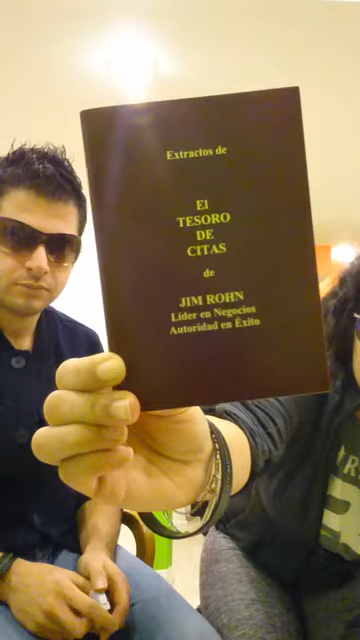 Extractos de
El
TESORO
DE
CITAS
de
JIM ROHN
Líder en Negocios
Autoridad en Éxito